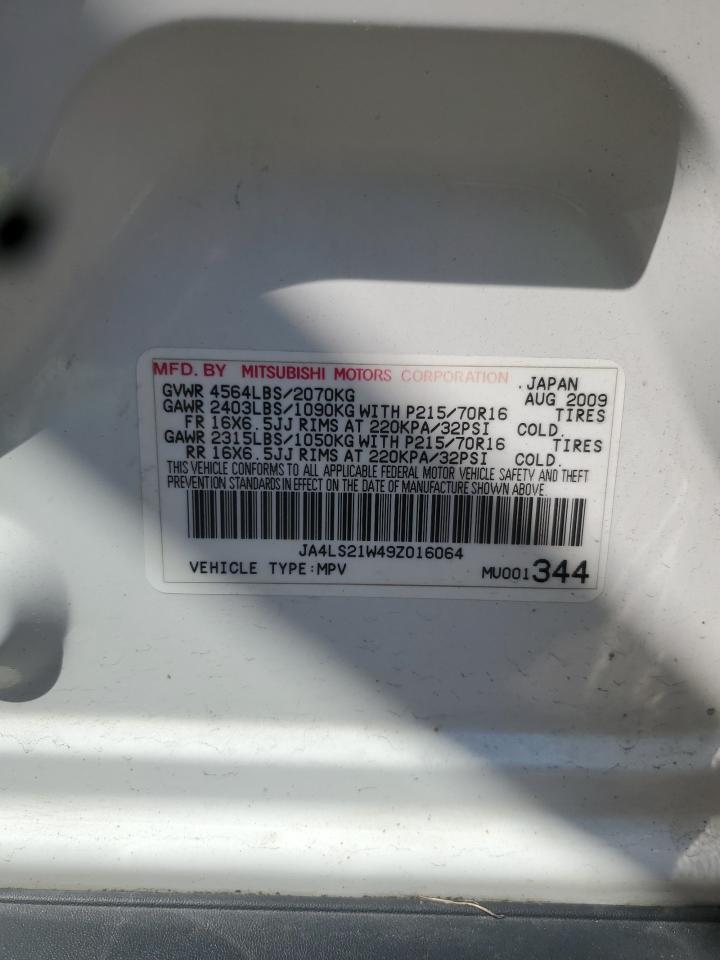 MFD. BY MITSUBISHI MOTORS CORPORATION . JAPAN
GVWR 4564LBS/2070KG AUG 2009
GAWR 2403LBS/1090KG WITH P215/70R16 TIRES
FR 16X6.5JJ RIMS AT 220KPA/32PSI COLD.
GAWR 2315LBS/1050KG WITH P215/70R16 TIRES
RR 16X6.5JJ RIMS AT 220KPA/32PSI COLD.
THIS VEHICLE CONFORMS TO ALL APPLICABLE FEDERAL MOTOR VEHICLE SAFETY AND THEFT
PREVENTION STANDARDS IN EFFECT ON THE DATE OF MANUFACTURE SHOWN ABOVE.
JA4LS21W49Z016064
VEHICLE TYPE:MPV MU001344